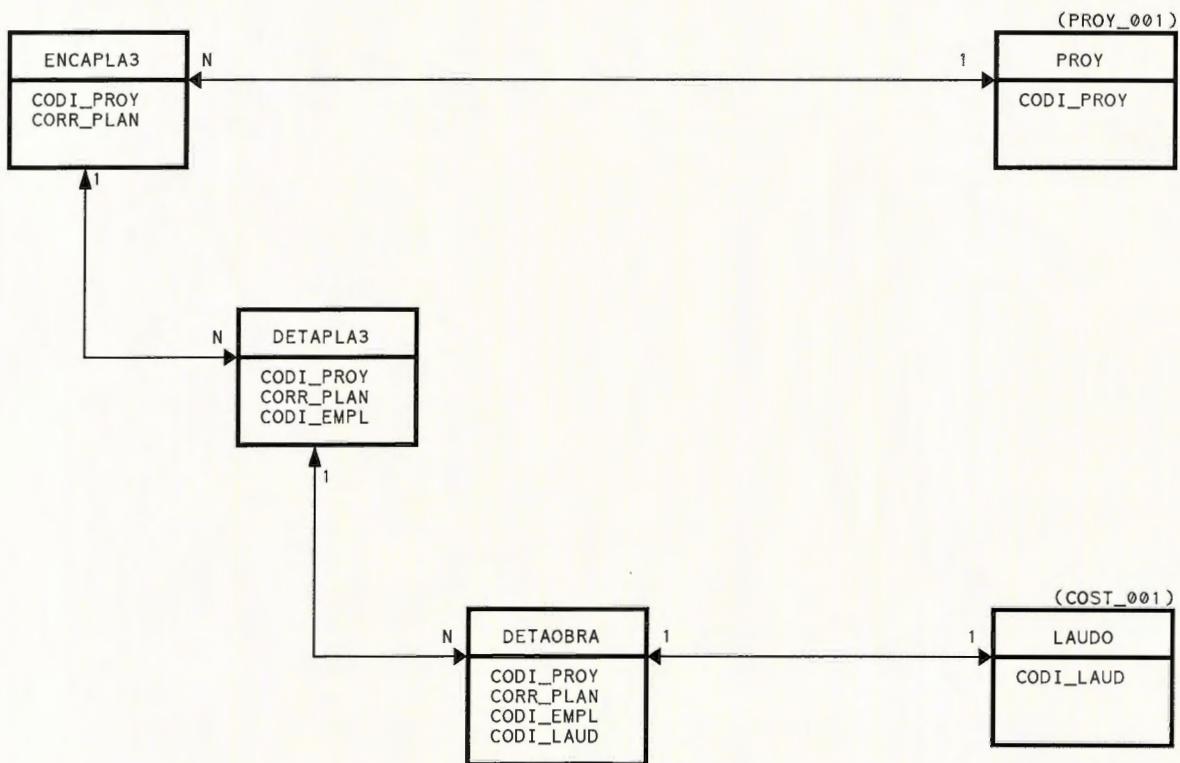 (PROY_001)
ENCAPLA3
N
1
PROY
CODI_PROY
CORR_PLAN
CODI_PROY
1
N
DETAPLA3
CODI_PROY
CORR_PLAN
CODI_EMPL
1
(COST_001)
N
DETAOBRA
1
1
LAUDO
CODI_PROY
CORR_PLAN
CODI_EMPL
CODI_LAUD
CODI_LAUD